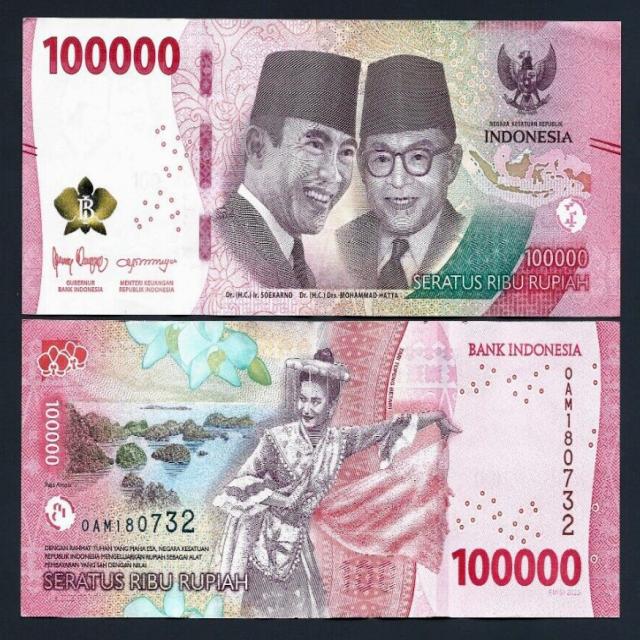 100000
NEGARA KESATUAN REPUBLIK
INDONESIA
100000
SERATUS RIBU RUPIAH
GUBERNUR
BANK INDONESIA
MENTERI KEUANGAN
REPUBLIK INDONESIA
Dr. (H.C.) Ir. SOEKARNO Dr. (H.C.) Drs. MOHAMMAD HATTA
BANK INDONESIA
100000
OAM180732
Raja Ampat
OAM180732
DENGAN RAHMAT TUHAN YANG MAHA ESA, NEGARA KESATUAN
REPUBLIK INDONESIA MENGELUARKAN RUPIAH SEBAGAI ALAT
PEMBAYARAN YANG SAH DENGAN NILAI
SERATUS RIBU RUPIAH
100000